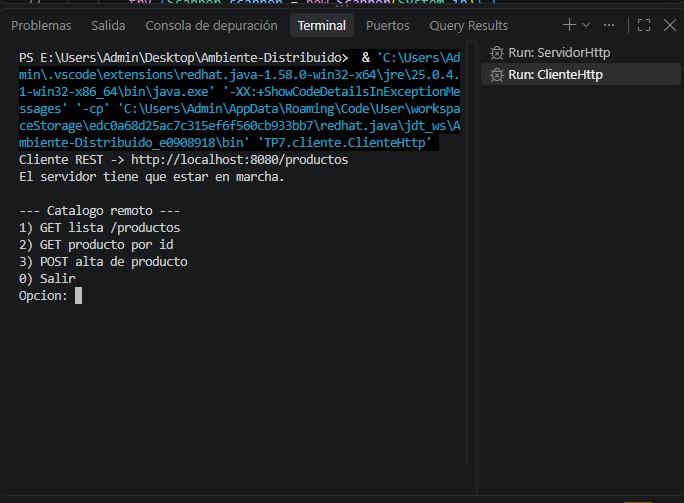 try (Scanner scanner = new Scanner(System.in)) {
Problemas Salida Consola de depuración Terminal Puertos Query Results
PS E:\Users\Admin\Desktop\Ambiente-Distribuido> & 'C:\Users\Ad
min\.vscode\extensions\redhat.java-1.58.0-win32-x64\jre\25.0.4.
1-win32-x86_64\bin\java.exe' '-XX:+ShowCodeDetailsInExceptionMe
ssages' '-cp' 'C:\Users\Admin\AppData\Roaming\Code\User\workspa
ceStorage\edc0a68d25ac7c315ef6f560cb933bb7\redhat.java\jdt_ws\A
mbiente-Distribuido_e0908918\bin' 'TP7.cliente.ClienteHttp'
Cliente REST -> http://localhost:8080/productos
El servidor tiene que estar en marcha.
--- Catalogo remoto ---
1) GET lista /productos
2) GET producto por id
3) POST alta de producto
0) Salir
Opcion:
Run: ServidorHttp
Run: ClienteHttp